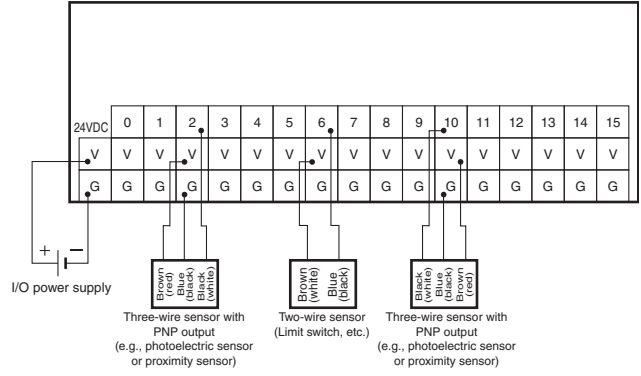 24VDC 0 1 2 3 4 5 6 7 8 9 10 11 12 13 14 15
V V V V V V V V V V V V V V V V V
G G G G G G G G G G G G G G G G G
+ −
I/O power supply
Brown
(red)
Blue
(black)
Black
(white)
Three-wire sensor with
PNP output
(e.g., photoelectric sensor
or proximity sensor)
Brown
(white)
Blue
(black)
Two-wire sensor
(Limit switch, etc.)
Black
(white)
Blue
(black)
Brown
(red)
Three-wire sensor with
PNP output
(e.g., photoelectric sensor
or proximity sensor)